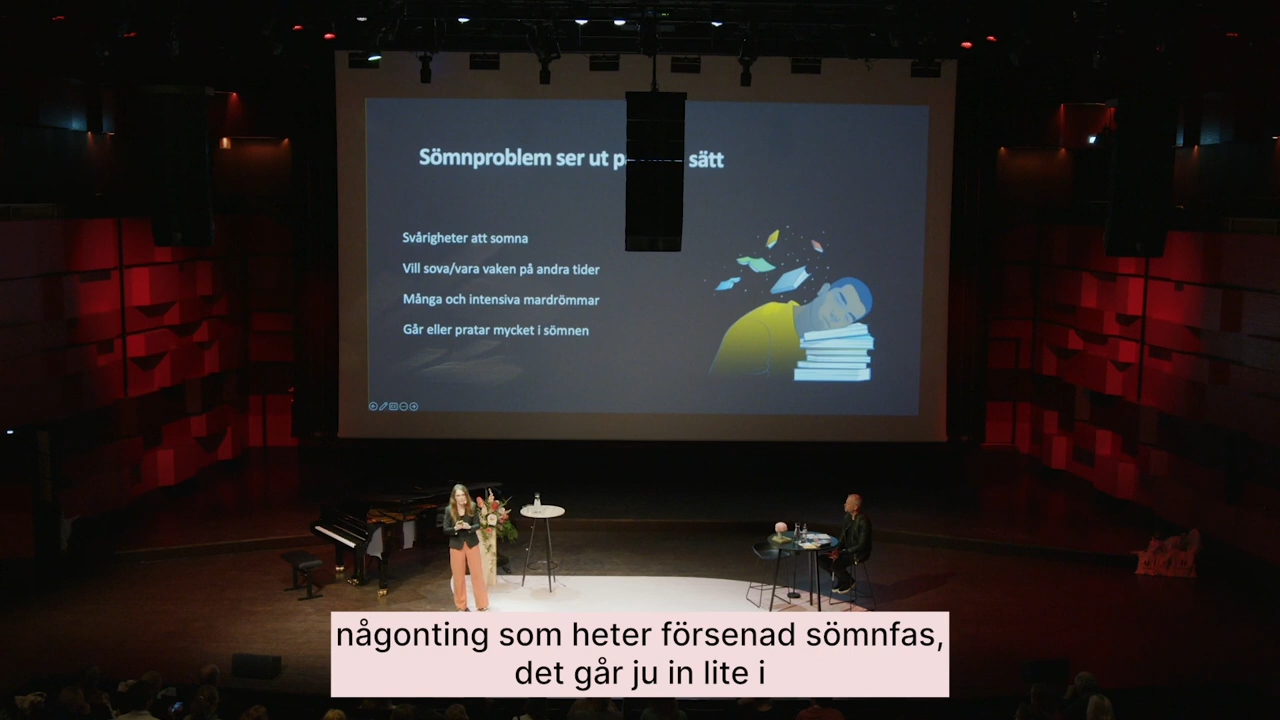 Sömnproblem ser ut p sätt
Svårigheter att somna
Vill sova/vara vaken på andra tider
Många och intensiva mardrömmar
Går eller pratar mycket i sömnen
någonting som heter försenad sömnfas,
det går ju in lite i